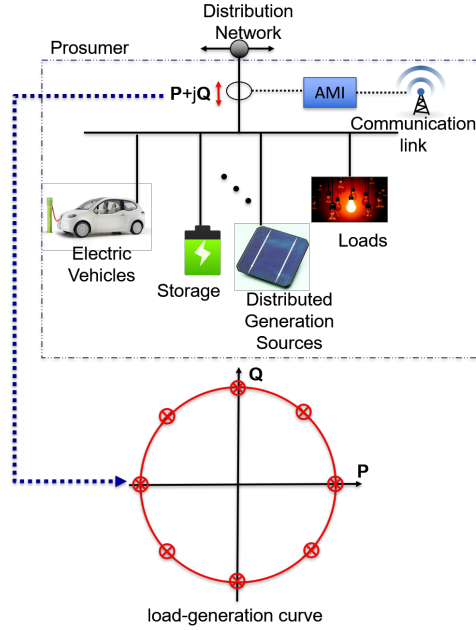 Distribution
Network
Prosumer
P+jQ
AMI
Communication
link
Electric
Vehicles
Storage
Distributed
Generation
Sources
Loads
Q
P
load-generation curve